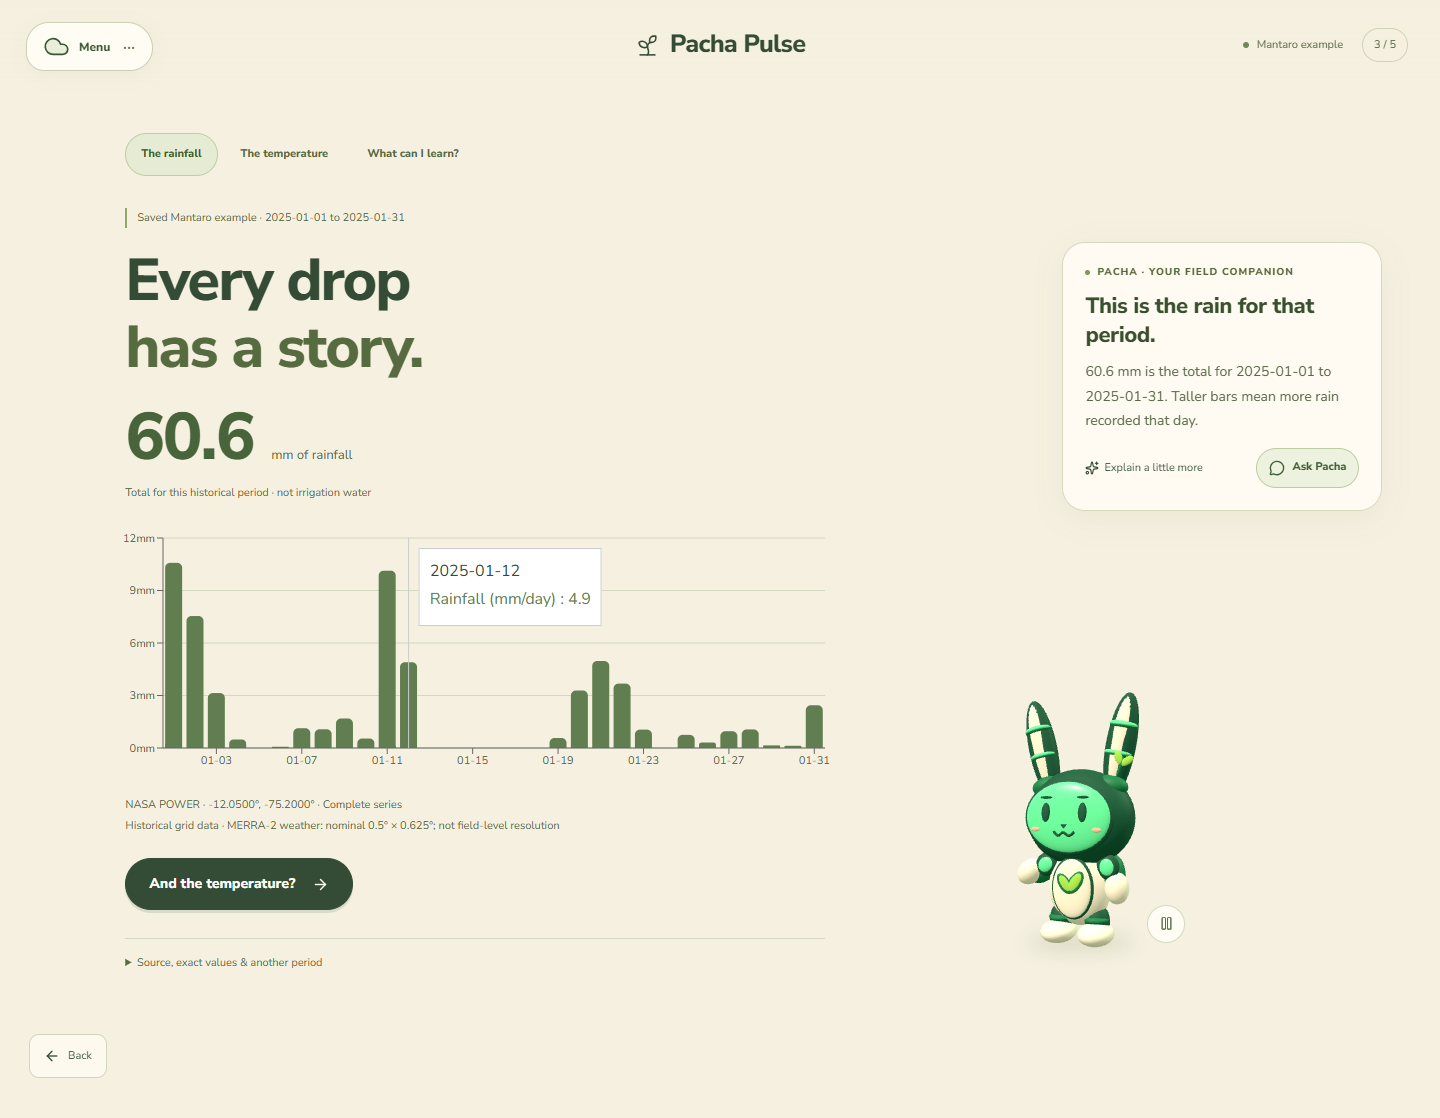 Menu ...
Pacha Pulse
Mantaro example
3 / 5
The rainfall
The temperature
What can I learn?
Saved Mantaro example · 2025-01-01 to 2025-01-31
Every drop
has a story.
60.6 mm of rainfall
Total for this historical period · not irrigation water
PACHA · YOUR FIELD COMPANION
This is the rain for that
period.
60.6 mm is the total for 2025-01-01 to
2025-01-31. Taller bars mean more rain
recorded that day.
Explain a little more
Ask Pacha
12mm
9mm
6mm
3mm
0mm
2025-01-12
Rainfall (mm/day) : 4.9
01-03
01-07
01-11
01-15
01-19
01-23
01-27
01-31
NASA POWER · -12.0500°, -75.2000° · Complete series
Historical grid data · MERRA-2 weather: nominal 0.5° × 0.625°; not field-level resolution
And the temperature?
Source, exact values & another period
Back